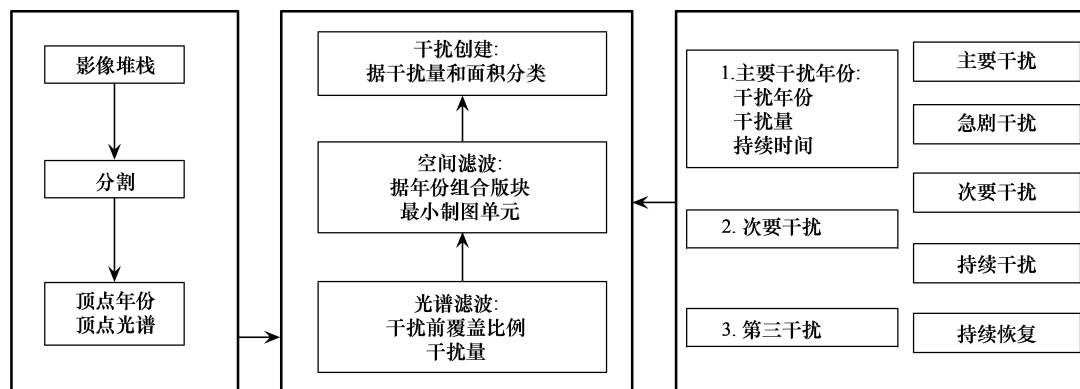 影像堆栈
分割
顶点年份
顶点光谱
干扰创建:
据干扰量和面积分类
空间滤波:
据年份组合版块
最小制图单元
光谱滤波:
干扰前覆盖比例
干扰量
1.主要干扰年份:
干扰年份
干扰量
持续时间
2. 次要干扰
3. 第三干扰
主要干扰
急剧干扰
次要干扰
持续干扰
持续恢复